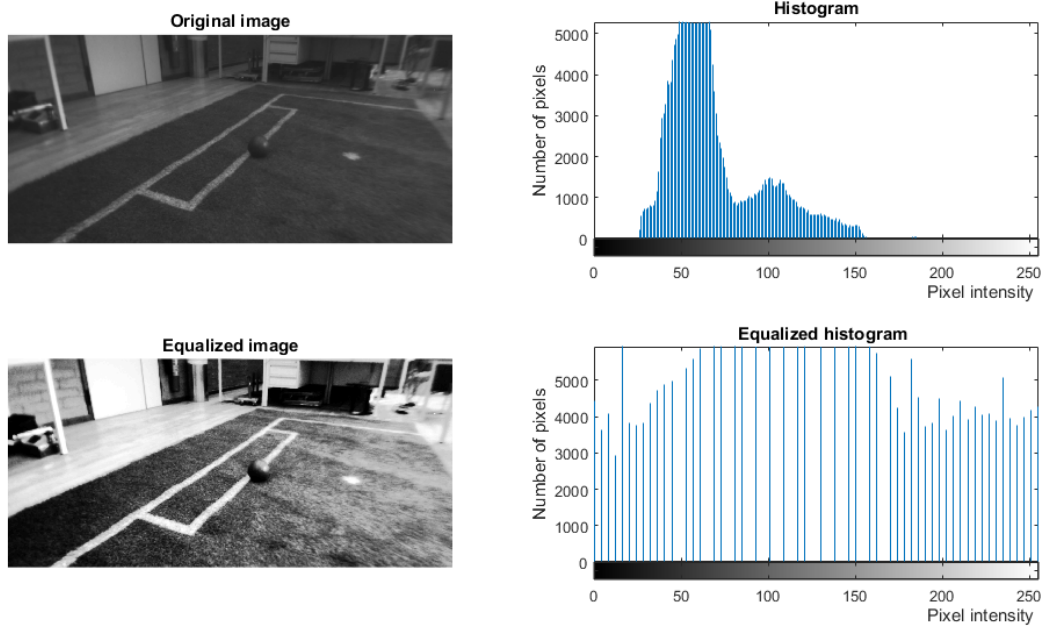 Original image
Histogram
Number of pixels
5000
4000
3000
2000
1000
0
0 50 100 150 200 250
Pixel intensity
Equalized image
Equalized histogram
Number of pixels
5000
4000
3000
2000
1000
0
0 50 100 150 200 250
Pixel intensity